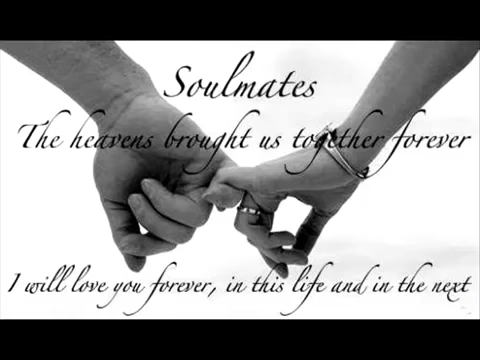 Soulmates
The heavens brought us together forever
I will love you forever, in this life and in the next